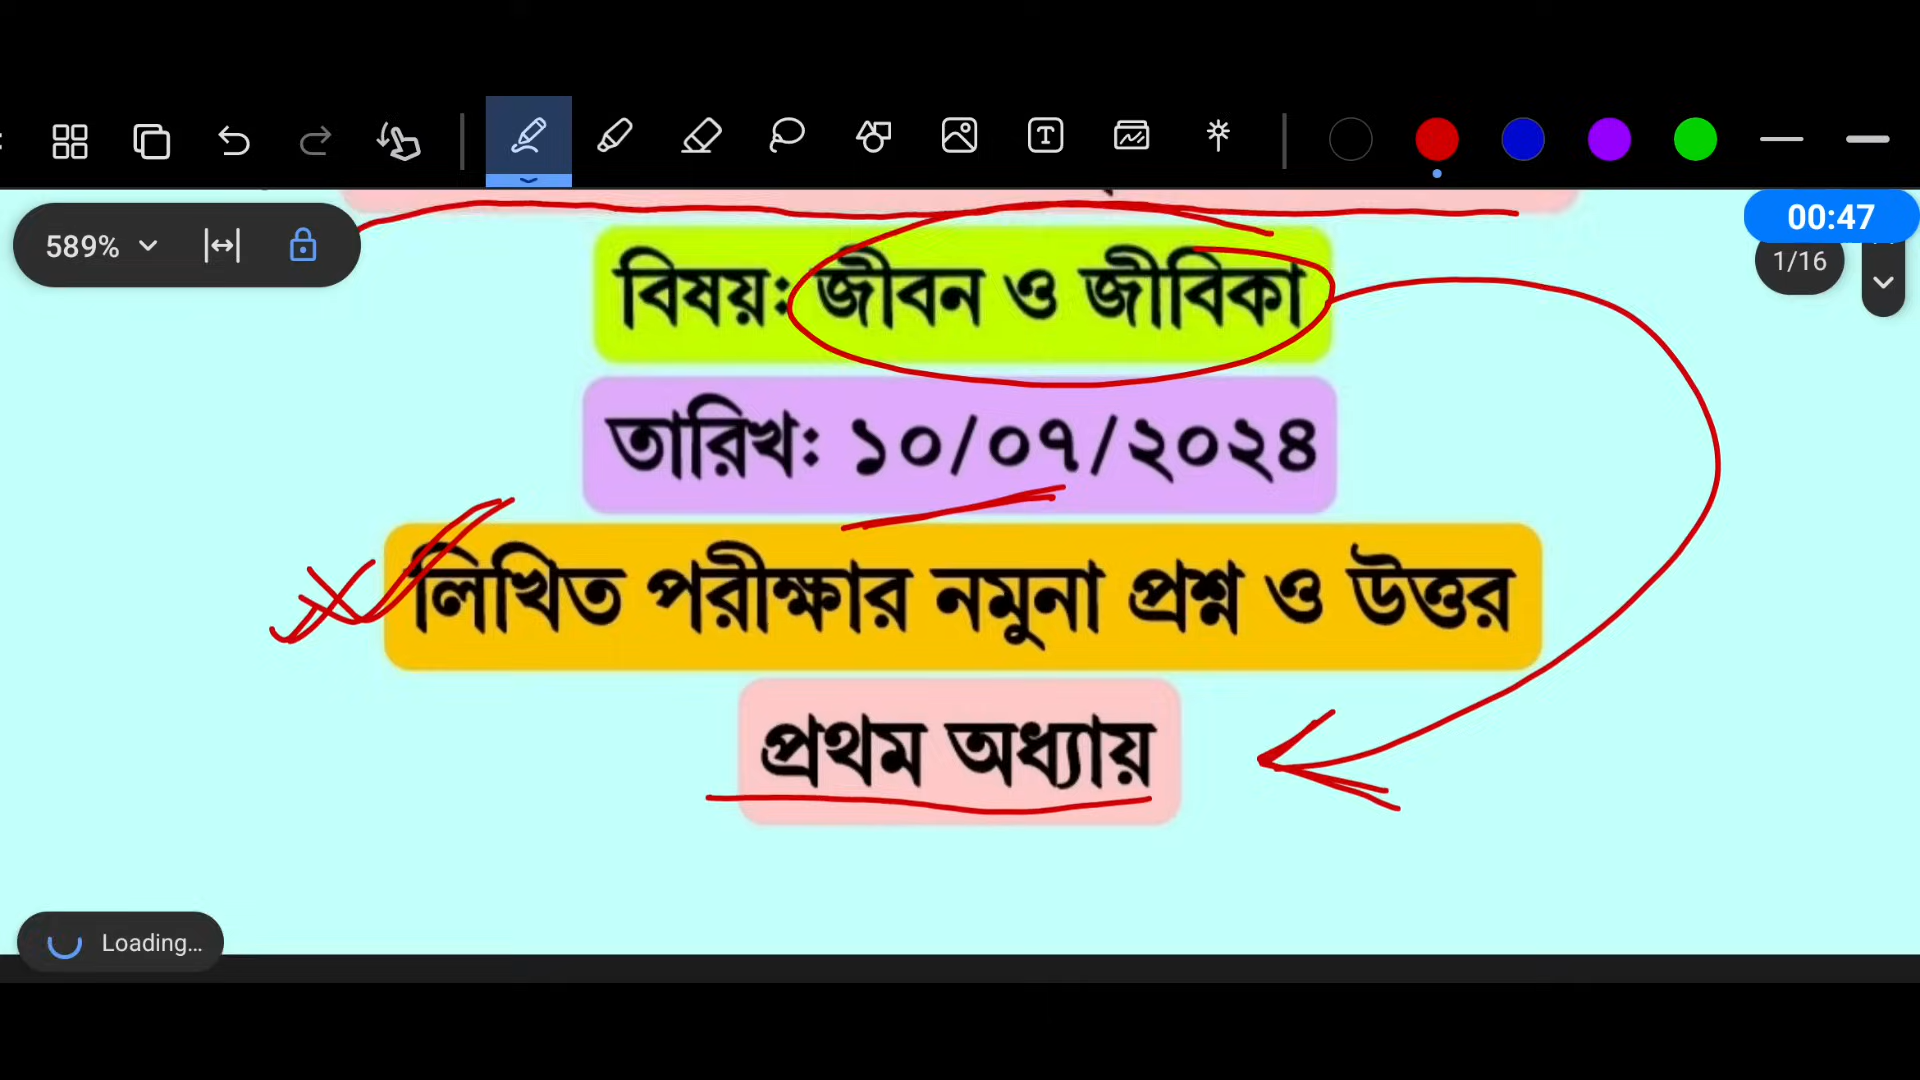 589%
00:47
1/16
বিষয়: জীবন ও জীবিকা
তারিখ: ১০/০৭/২০২৪
লিখিত পরীক্ষার নমুনা প্রশ্ন ও উত্তর
প্রথম অধ্যায়
Loading...